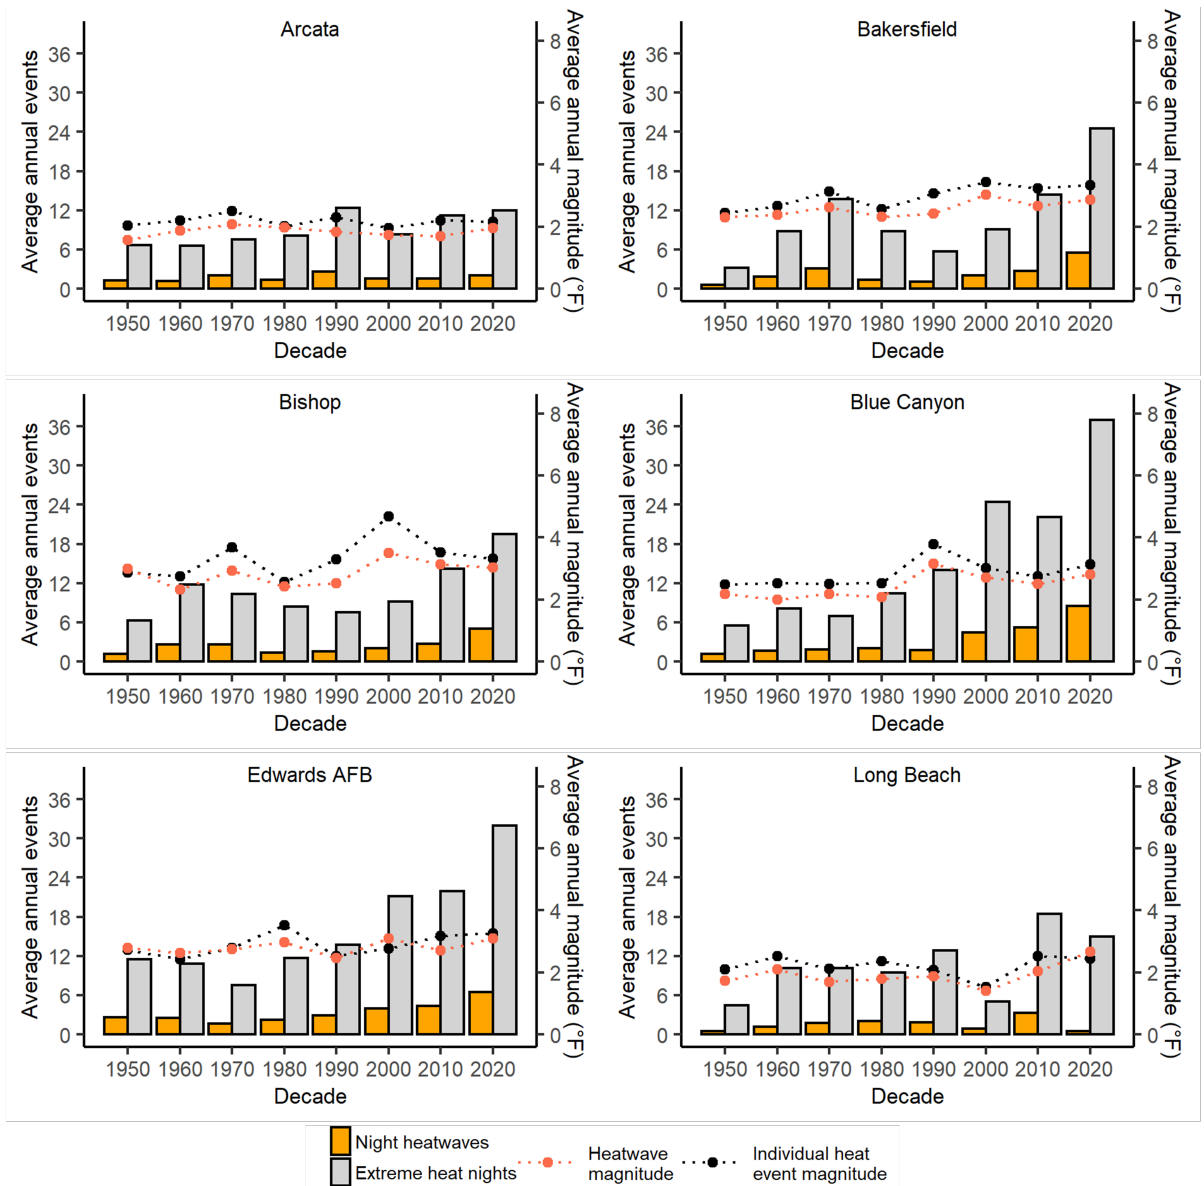 Arcata
Average annual events
36
30
24
18
12
6
0
8
6
4
2
0
Average annual magnitude (°F)
1950 1960 1970 1980 1990 2000 2010 2020
Decade
Bakersfield
Average annual events
36
30
24
18
12
6
0
8
6
4
2
0
Average annual magnitude (°F)
1950 1960 1970 1980 1990 2000 2010 2020
Decade
Bishop
Average annual events
36
30
24
18
12
6
0
8
6
4
2
0
Average annual magnitude (°F)
1950 1960 1970 1980 1990 2000 2010 2020
Decade
Blue Canyon
Average annual events
36
30
24
18
12
6
0
8
6
4
2
0
Average annual magnitude (°F)
1950 1960 1970 1980 1990 2000 2010 2020
Decade
Edwards AFB
Average annual events
36
30
24
18
12
6
0
8
6
4
2
0
Average annual magnitude (°F)
1950 1960 1970 1980 1990 2000 2010 2020
Decade
Long Beach
Average annual events
36
30
24
18
12
6
0
8
6
4
2
0
Average annual magnitude (°F)
1950 1960 1970 1980 1990 2000 2010 2020
Decade
Night heatwaves
Extreme heat nights
Heatwave
magnitude
Individual heat
event magnitude